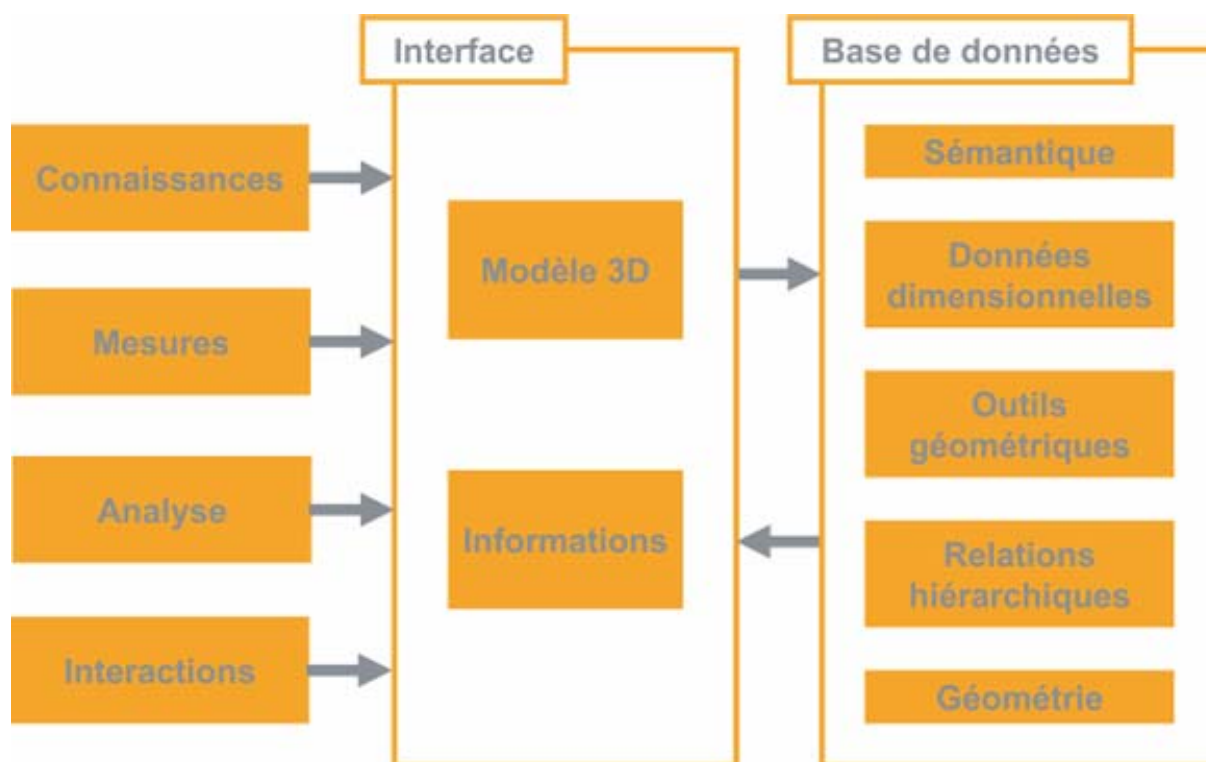 Interface
Base de données
Connaissances
Mesures
Analyse
Interactions
Modèle 3D
Informations
Sémantique
Données
dimensionnelles
Outils
géométriques
Relations
hiérarchiques
Géométrie